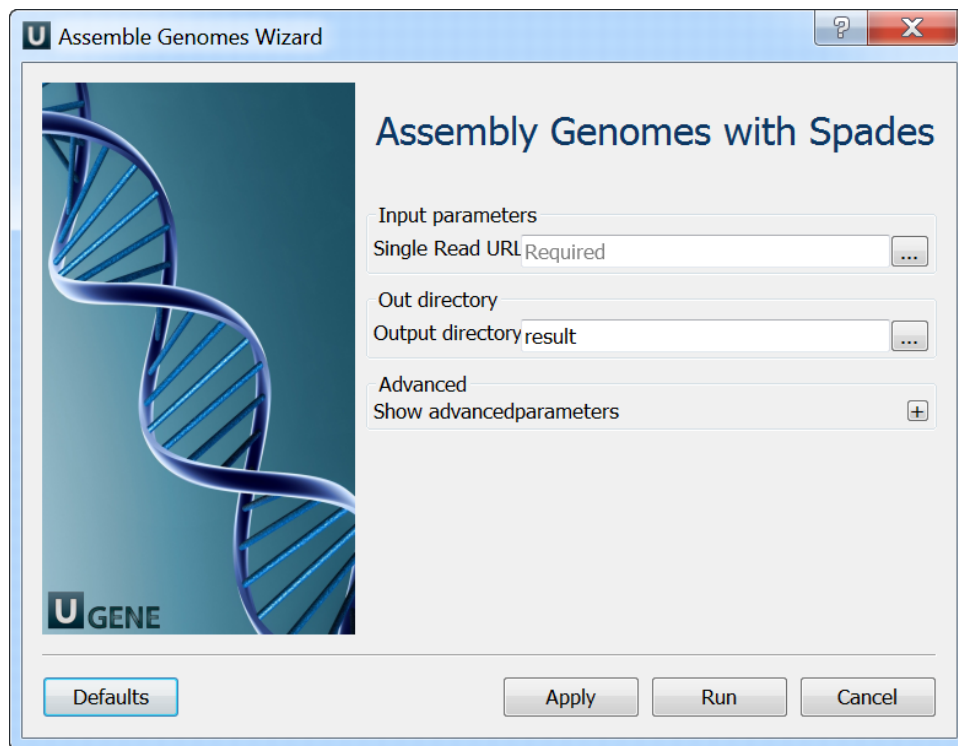 U Assemble Genomes Wizard
? X
Assembly Genomes with Spades
Input parameters
Single Read URL Required ...
Out directory
Output directory result ...
Advanced
Show advancedparameters +
U GENE
Defaults Apply Run Cancel